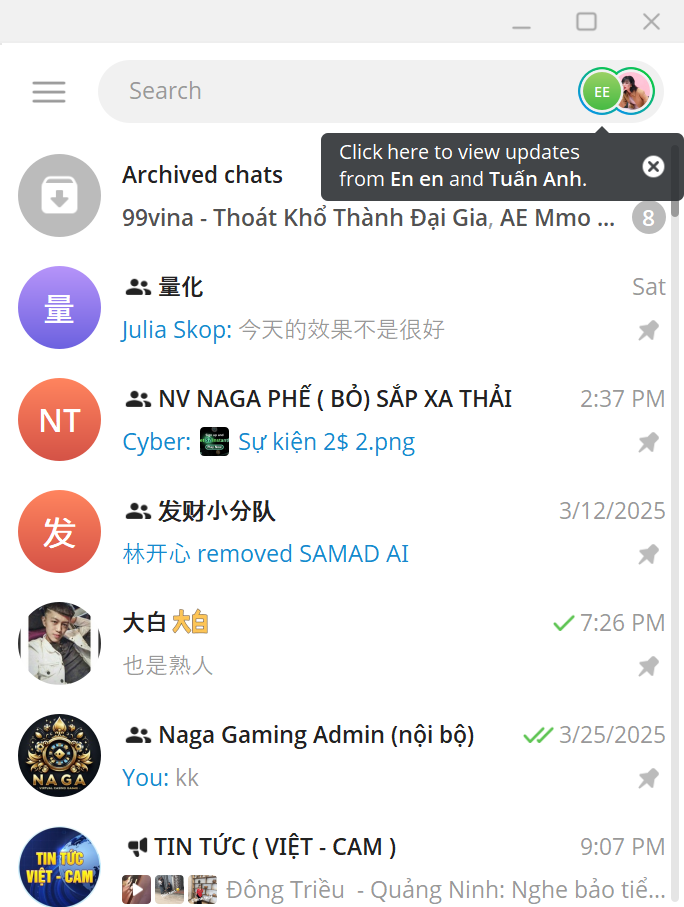 Search
EE
Click here to view updates
from En en and Tuấn Anh.
Archived chats
99vina - Thoát Khổ Thành Đại Gia, AE Mmo ...
8
量
量化
Sat
Julia Skop: 今天的效果不是很好
NT
NV NAGA PHẾ ( BỎ) SẮP XA THẢI
2:37 PM
Cyber: Sự kiện 2$ 2.png
发
发财小分队
3/12/2025
林开心 removed SAMAD AI
大白 大白
7:26 PM
也是熟人
NAGA
Naga Gaming Admin (nội bộ)
3/25/2025
You: kk
TIN TỨC
VIỆT - CAM
TIN TỨC ( VIỆT - CAM )
9:07 PM
Đông Triều - Quảng Ninh: Nghe bảo tiể...